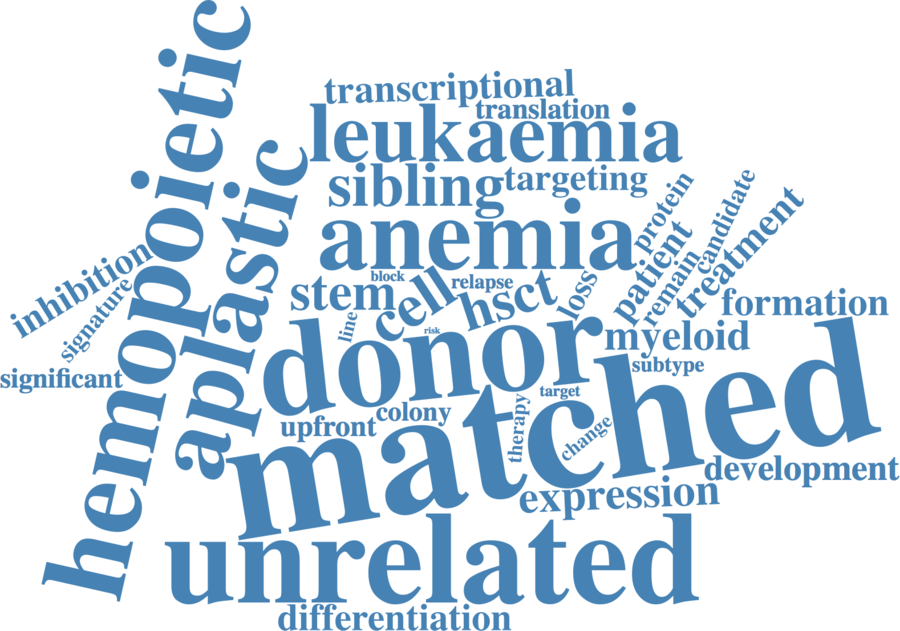 hemopoietic
aplastic
transcriptional
translation
leukaemia
sibling
targeting
anemia
protein
candidate
patient
remain
treatment
inhibition
signature
significant
block
relapse
stem
cell
hsct
loss
line
risk
formation
donor
myeloid
subtype
matched
target
therapy
change
colony
upfront
development
expression
unrelated
differentiation